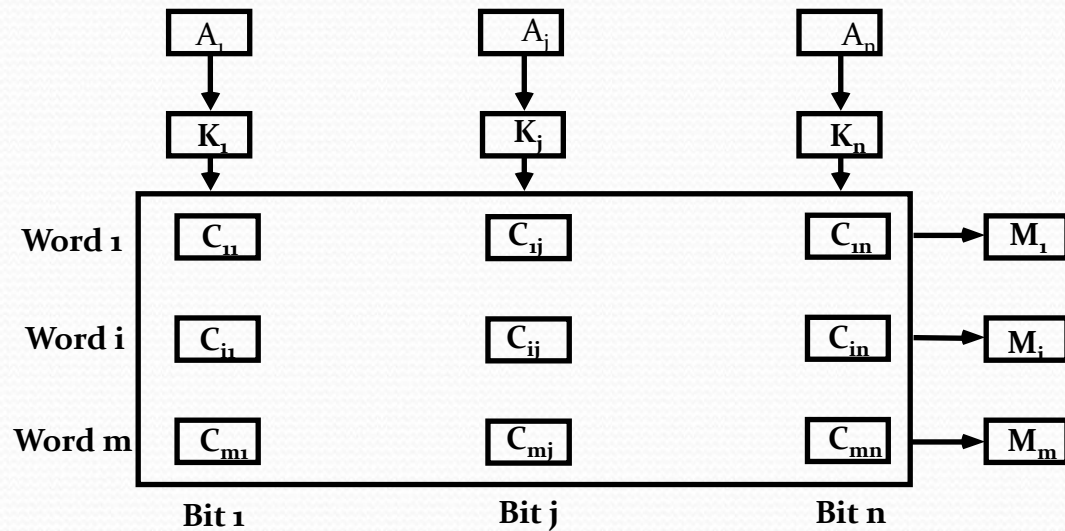 A₁ Aⱼ Aₙ
K₁ Kⱼ Kₙ
Word 1 C₁₁ C₁ⱼ C₁ₙ M₁
Word i Cᵢ₁ Cᵢⱼ Cᵢₙ Mᵢ
Word m Cₘ₁ Cₘⱼ Cₘₙ Mₘ
Bit 1 Bit j Bit n